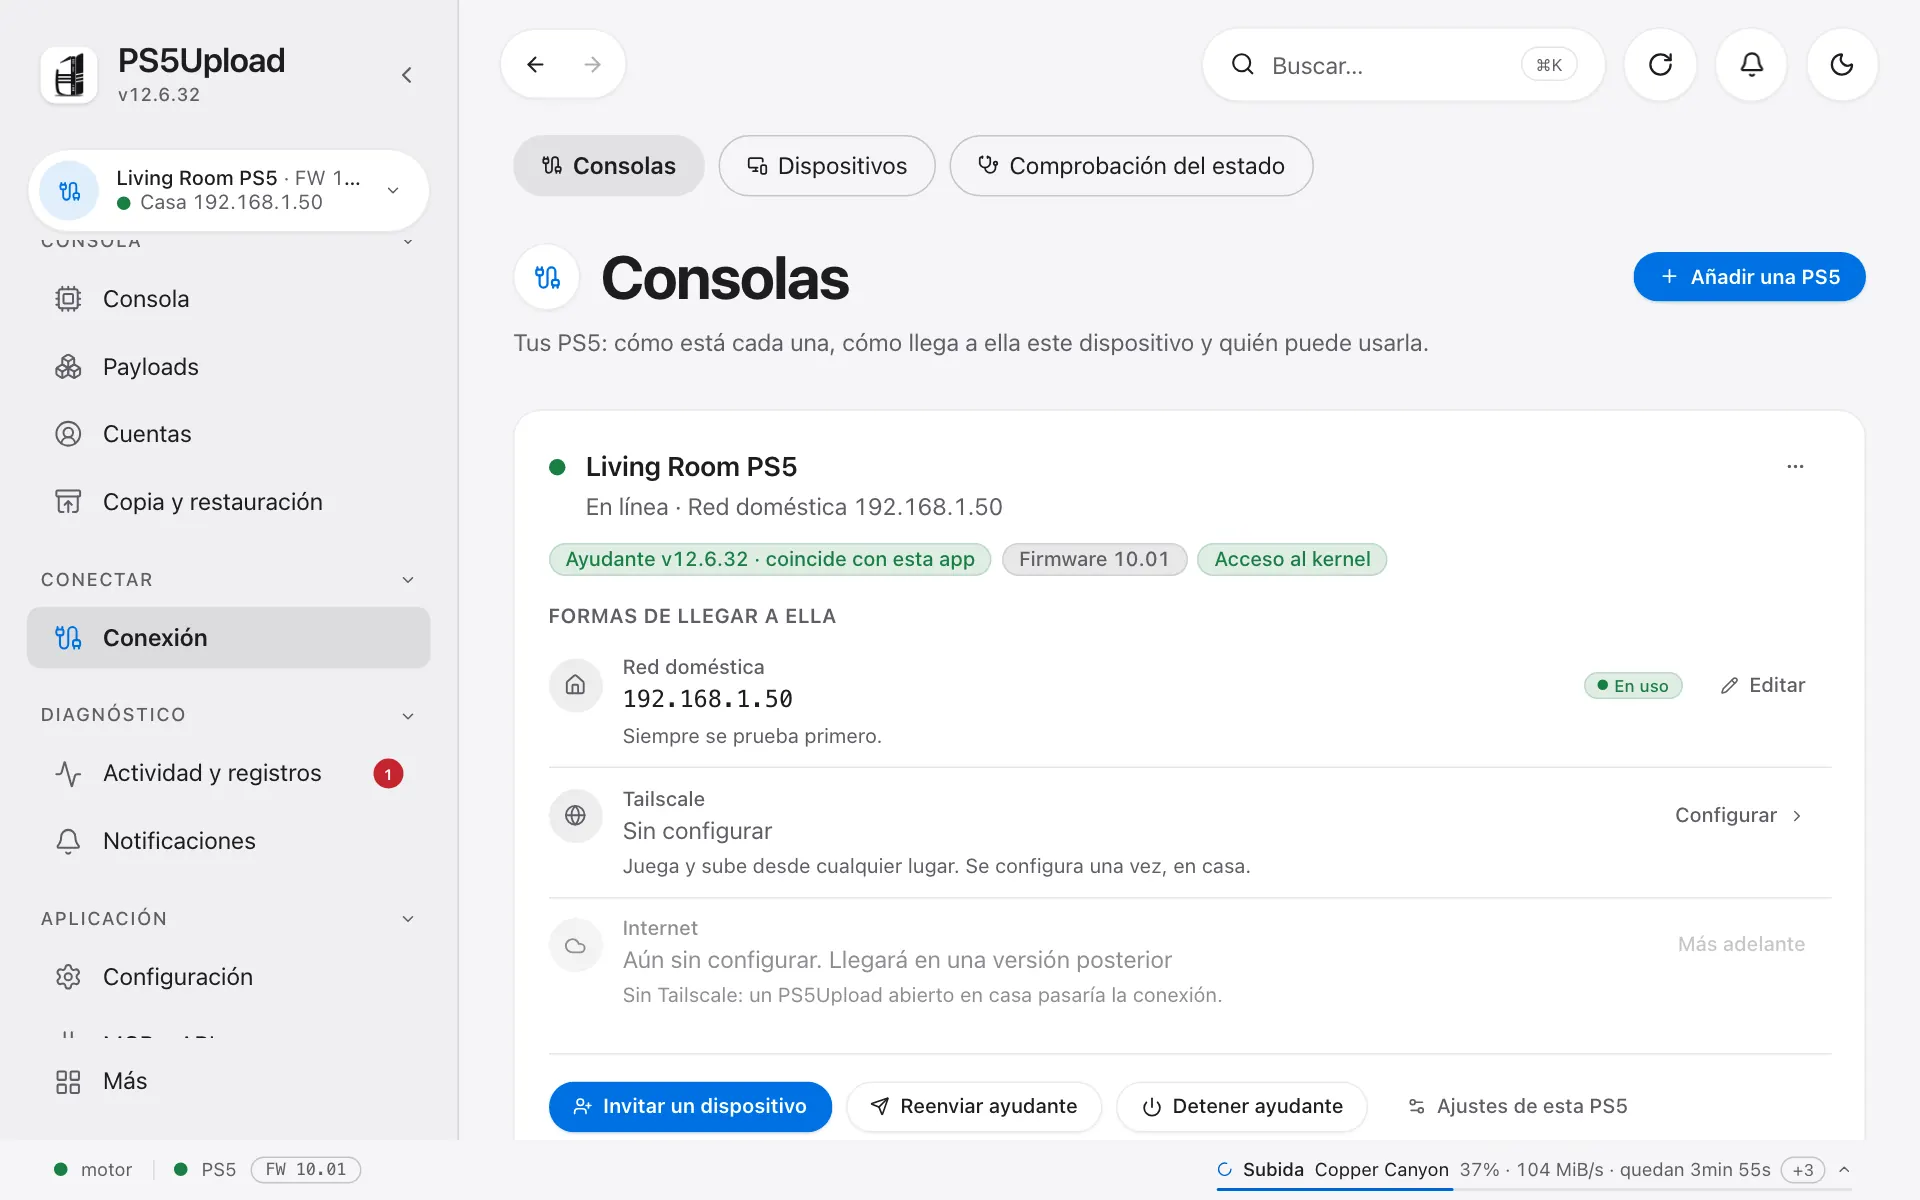 PS5Upload
v12.6.32
Living Room PS5 · FW 1...
Casa 192.168.1.50
CONSOLA
Consola
Payloads
Cuentas
Copia y restauración
CONECTAR
Conexión
DIAGNÓSTICO
Actividad y registros
1
Notificaciones
APLICACIÓN
Configuración
Más
Buscar...
⌘K
Consolas
Dispositivos
Comprobación del estado
Consolas
Añadir una PS5
Tus PS5: cómo está cada una, cómo llega a ella este dispositivo y quién puede usarla.
Living Room PS5
En línea · Red doméstica 192.168.1.50
Ayudante v12.6.32 · coincide con esta app
Firmware 10.01
Acceso al kernel
FORMAS DE LLEGAR A ELLA
Red doméstica
192.168.1.50
Siempre se prueba primero.
En uso
Editar
Tailscale
Sin configurar
Juega y sube desde cualquier lugar. Se configura una vez, en casa.
Configurar
Internet
Aún sin configurar. Llegará en una versión posterior
Sin Tailscale: un PS5Upload abierto en casa pasaría la conexión.
Más adelante
Invitar un dispositivo
Reenviar ayudante
Detener ayudante
Ajustes de esta PS5
motor
PS5
FW 10.01
Subida Copper Canyon 37% · 104 MiB/s · quedan 3min 55s
+3